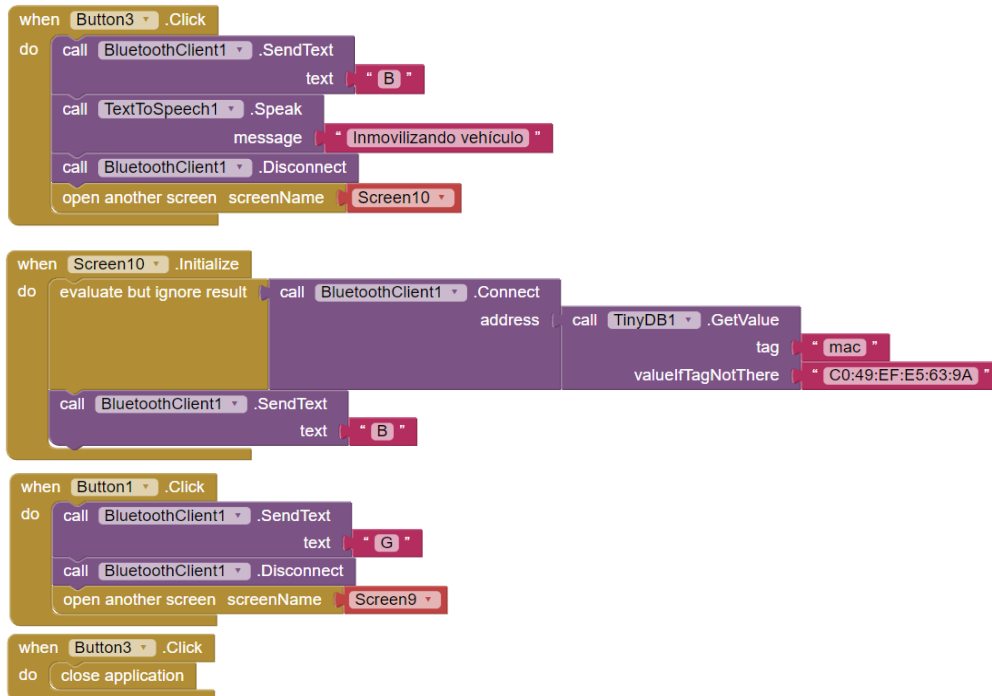 when Button3 .Click
do call BluetoothClient1 .SendText
text " B "
call TextToSpeech1 .Speak
message " Inmovilizando vehículo "
call BluetoothClient1 .Disconnect
open another screen screenName Screen10
when Screen10 .Initialize
do evaluate but ignore result call BluetoothClient1 .Connect
address call TinyDB1 .GetValue
tag " mac "
valueIfTagNotThere " C0:49:EF:E5:63:9A "
call BluetoothClient1 .SendText
text " B "
when Button1 .Click
do call BluetoothClient1 .SendText
text " G "
call BluetoothClient1 .Disconnect
open another screen screenName Screen9
when Button3 .Click
do close application